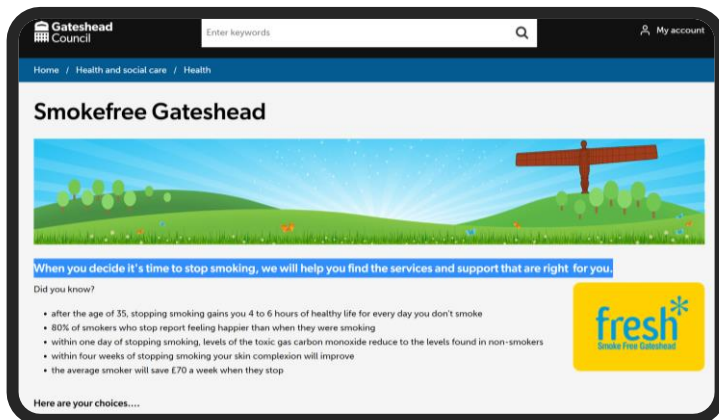 Gateshead
Council
Enter keywords
My account
Home / Health and social care / Health
Smokefree Gateshead
When you decide it's time to stop smoking, we will help you find the services and support that are right for you.
Did you know?
• after the age of 35, stopping smoking gains you 4 to 6 hours of healthy life for every day you don't smoke
• 80% of smokers who stop report feeling happier than when they were smoking
• within one day of stopping smoking, levels of the toxic gas carbon monoxide reduce to the levels found in non-smokers
• within four weeks of stopping smoking your skin complexion will improve
• the average smoker will save £70 a week when they stop
fresh*
Smoke Free Gateshead
Here are your choices....